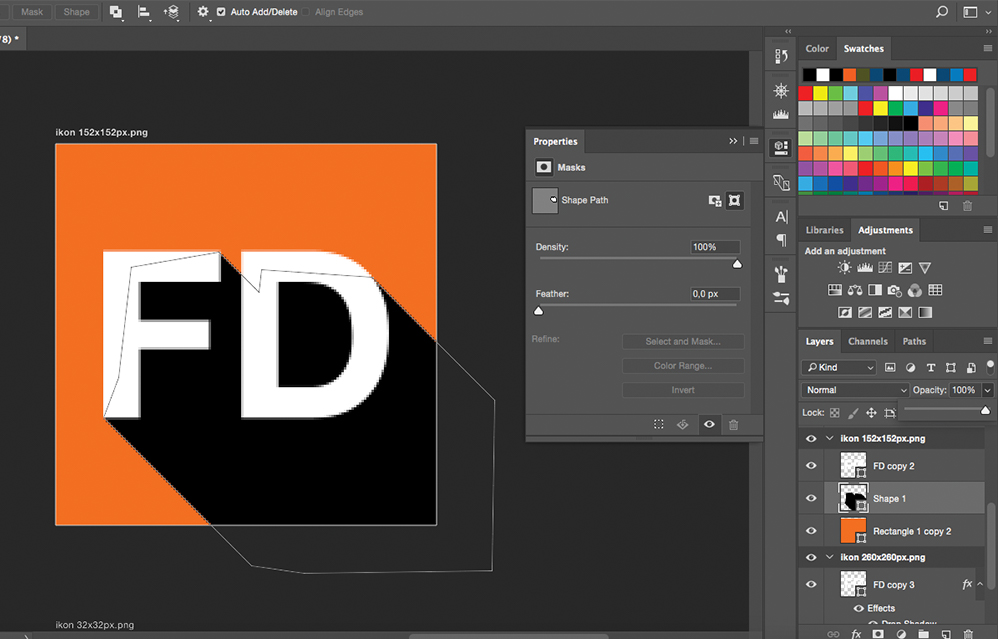 Mask
Shape
Auto Add/Delete
Align Edges
/8) *
ikon 152x152px.png
FD
ikon 32x32px.png
Properties
Masks
Shape Path
Density:
100%
Feather:
0,0 px
Refine:
Select and Mask...
Color Range...
Invert
A
Color
Swatches
Libraries
Adjustments
Add an adjustment
Layers
Channels
Paths
Kind
T
Normal
Opacity:
100%
Lock:
ikon 152x152px.png
FD copy 2
Shape 1
Rectangle 1 copy 2
ikon 260x260px.png
FD copy 3
fx
Effects
Drop Shadow
fx